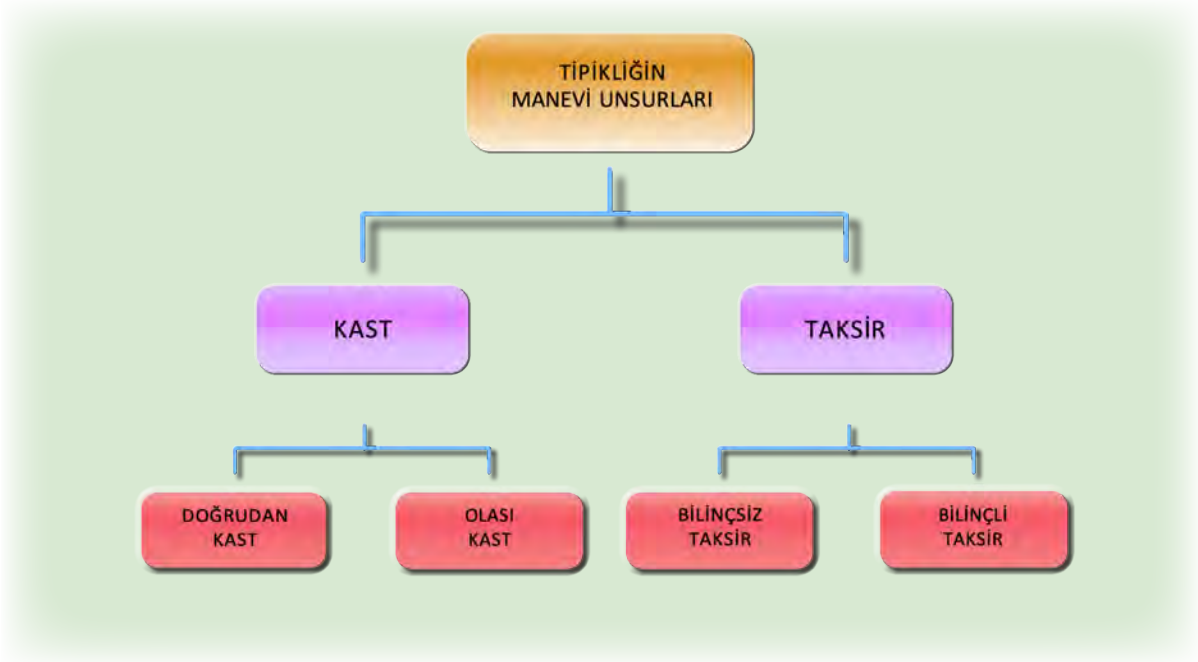 TİPİKLİĞİN
MANEVİ UNSURLARI
KAST
TAKSİR
DOĞRUDAN
KAST
OLASI
KAST
BİLİNÇSİZ
TAKSİR
BİLİNÇLİ
TAKSİR